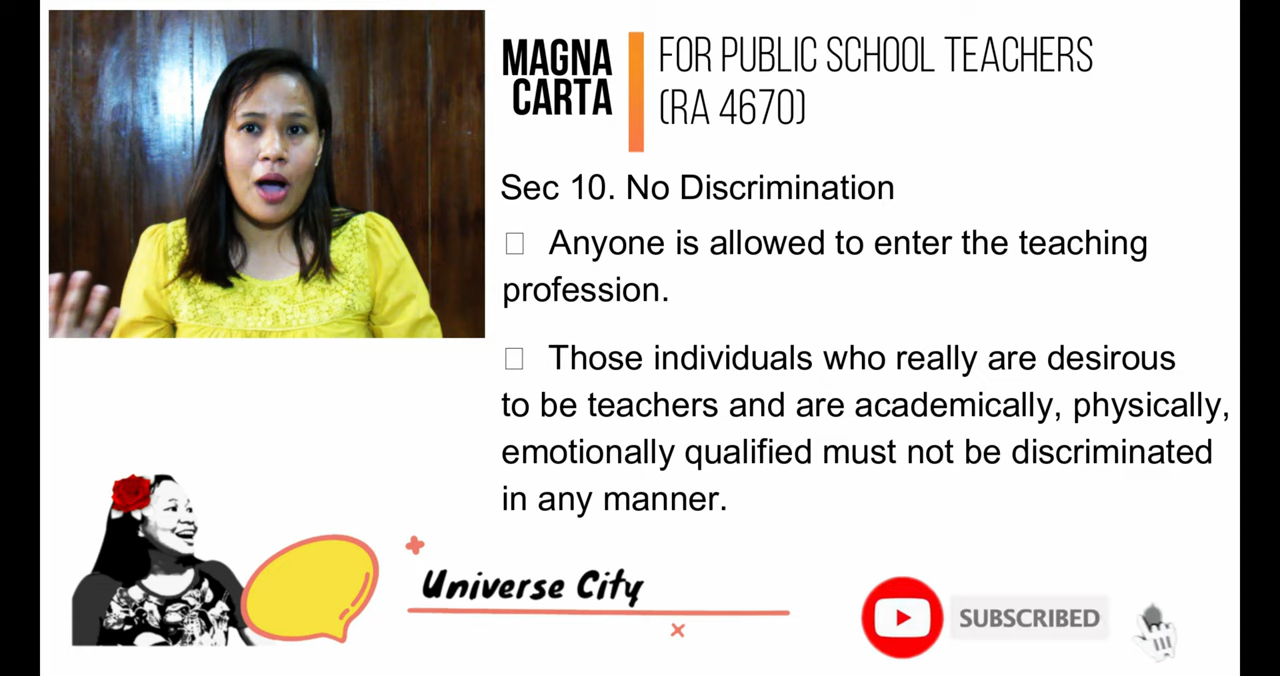 MAGNA
CARTA
FOR PUBLIC SCHOOL TEACHERS
(RA 4670)
Sec 10. No Discrimination
Anyone is allowed to enter the teaching
profession.
Those individuals who really are desirous
to be teachers and are academically, physically,
emotionally qualified must not be discriminated
in any manner.
Universe City
SUBSCRIBED